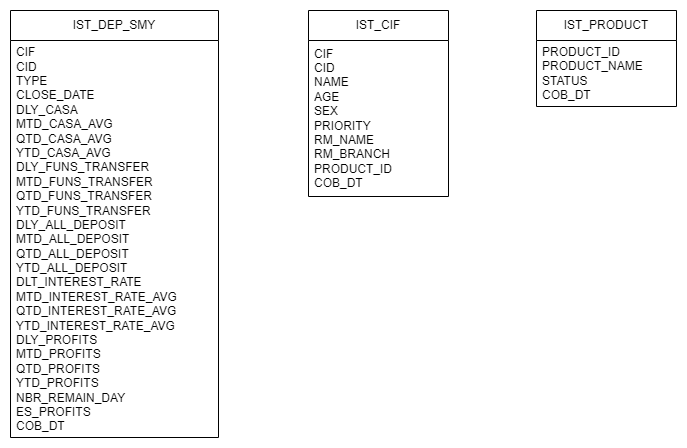 IST_DEP_SMY
CIF
CID
TYPE
CLOSE_DATE
DLY_CASA
MTD_CASA_AVG
QTD_CASA_AVG
YTD_CASA_AVG
DLY_FUNS_TRANSFER
MTD_FUNS_TRANSFER
QTD_FUNS_TRANSFER
YTD_FUNS_TRANSFER
DLY_ALL_DEPOSIT
MTD_ALL_DEPOSIT
QTD_ALL_DEPOSIT
YTD_ALL_DEPOSIT
DLT_INTEREST_RATE
MTD_INTEREST_RATE_AVG
QTD_INTEREST_RATE_AVG
YTD_INTEREST_RATE_AVG
DLY_PROFITS
MTD_PROFITS
QTD_PROFITS
YTD_PROFITS
NBR_REMAIN_DAY
ES_PROFITS
COB_DT
IST_CIF
CIF
CID
NAME
AGE
SEX
PRIORITY
RM_NAME
RM_BRANCH
PRODUCT_ID
COB_DT
IST_PRODUCT
PRODUCT_ID
PRODUCT_NAME
STATUS
COB_DT